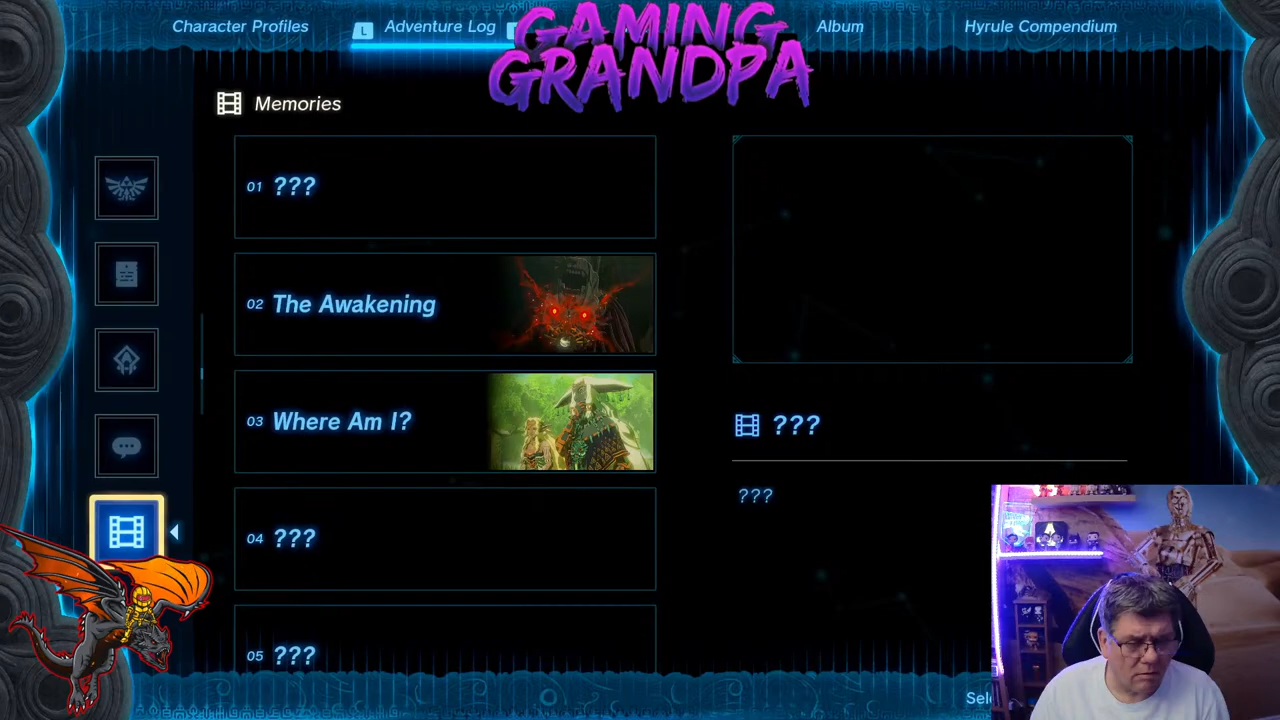 Character Profiles
L
Adventure Log
Album
Hyrule Compendium
GAMING
GRANDPA
Memories
01 ???
02 The Awakening
03 Where Am I?
04 ???
05 ???
???
???